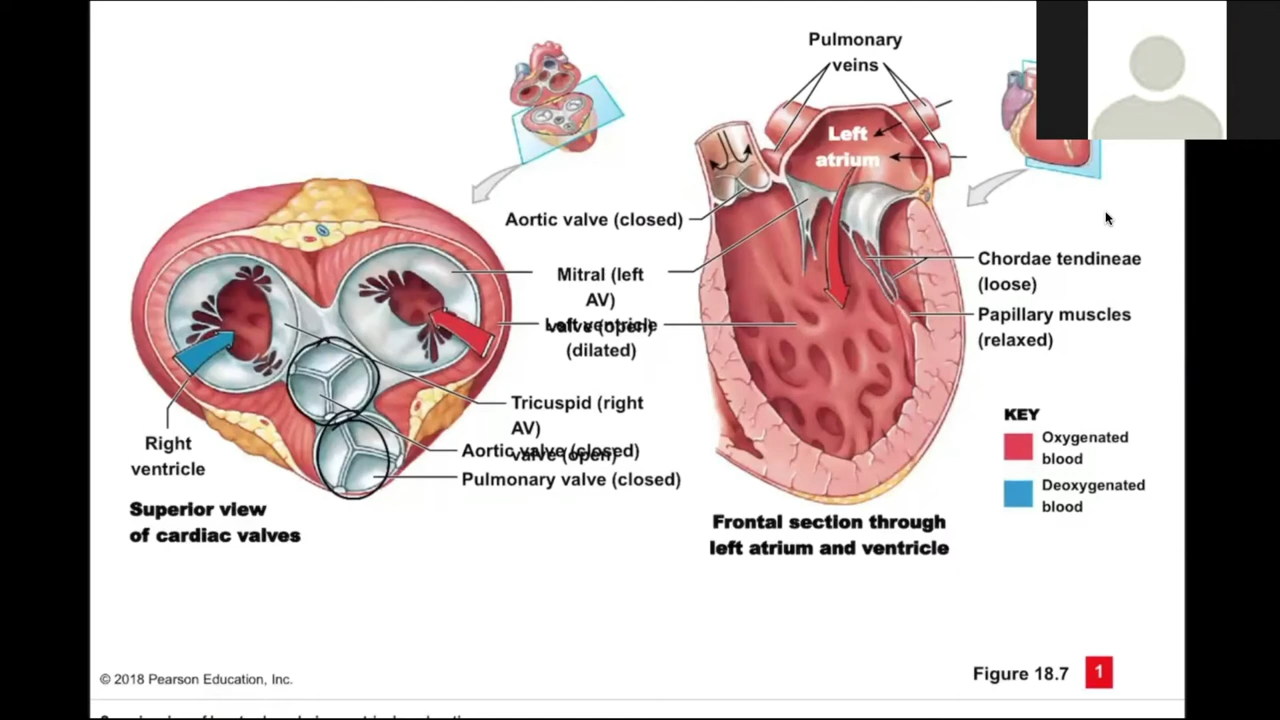 Pulmonary
veins
Left
atrium
Aortic valve (closed)
Mitral (left
AV)
valve (open)
Left ventricle
(dilated)
Chordae tendineae
(loose)
Papillary muscles
(relaxed)
Tricuspid (right
AV)
valve (open)
Aortic valve (closed)
Pulmonary valve (closed)
Right
ventricle
Superior view
of cardiac valves
Frontal section through
left atrium and ventricle
KEY
Oxygenated
blood
Deoxygenated
blood
© 2018 Pearson Education, Inc.
Figure 18.7
1